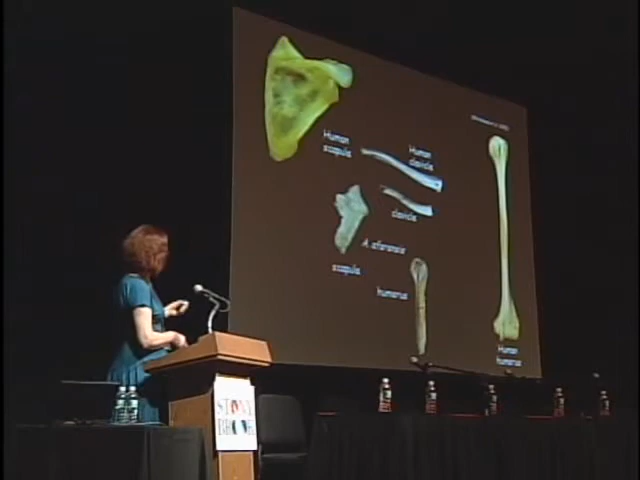 Human
scapula
Human
clavicle
clavicle
A. afarensis
scapula
humerus
Human
humerus
STONY
BROOK